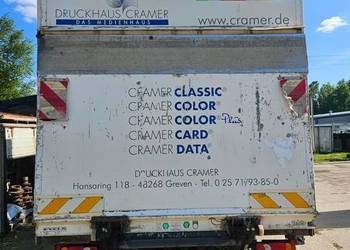 DRUCKHAUS CRAMER
DAS MEDIENHAUS
www.cramer.de
CRAMER CLASSIC
CRAMER COLOR
CRAMER COLOR Plus
CRAMER CARD
CRAMER DATA
DRUCKHAUS CRAMER
Hansaring 118 - 48268 Greven - Tel. 0 25 71/93-85-0